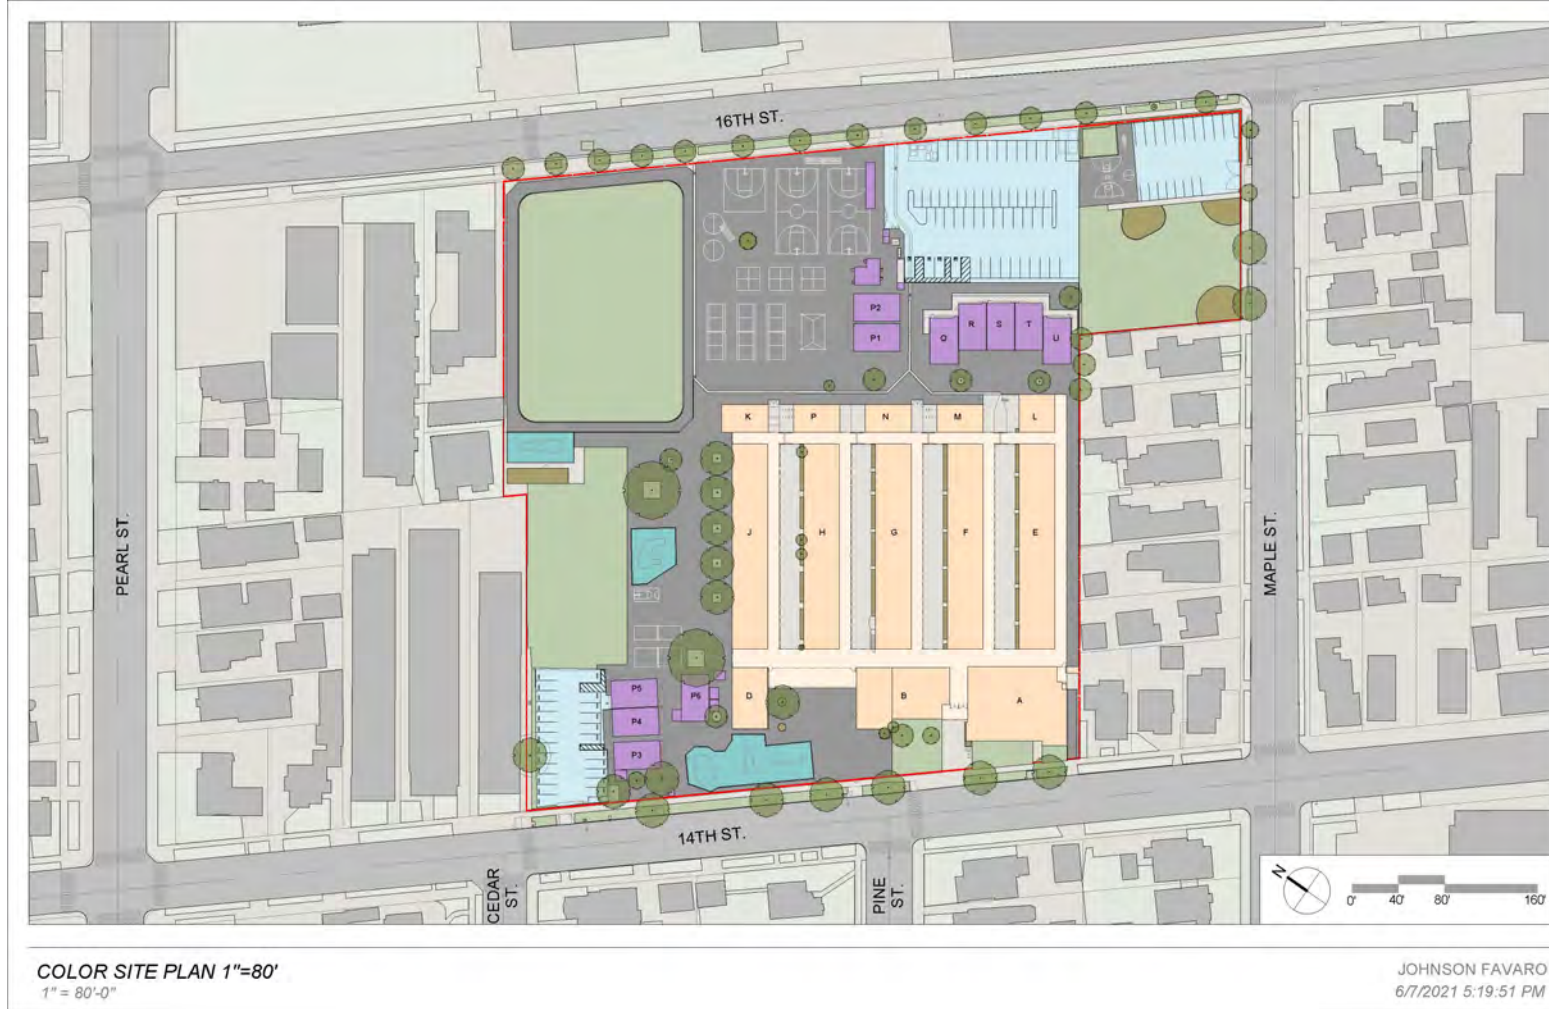 16TH ST.
P2
P1
Q
R
S
T
U
K
P
N
M
L
J
H
G
F
E
PEARL ST.
MAPLE ST.
P5
P6
P4
P3
D
B
A
14TH ST.
CEDAR
ST.
PINE
ST.
N
0' 40' 80' 160'
COLOR SITE PLAN 1"=80'
1" = 80'-0"
JOHNSON FAVARO
6/7/2021 5:19:51 PM